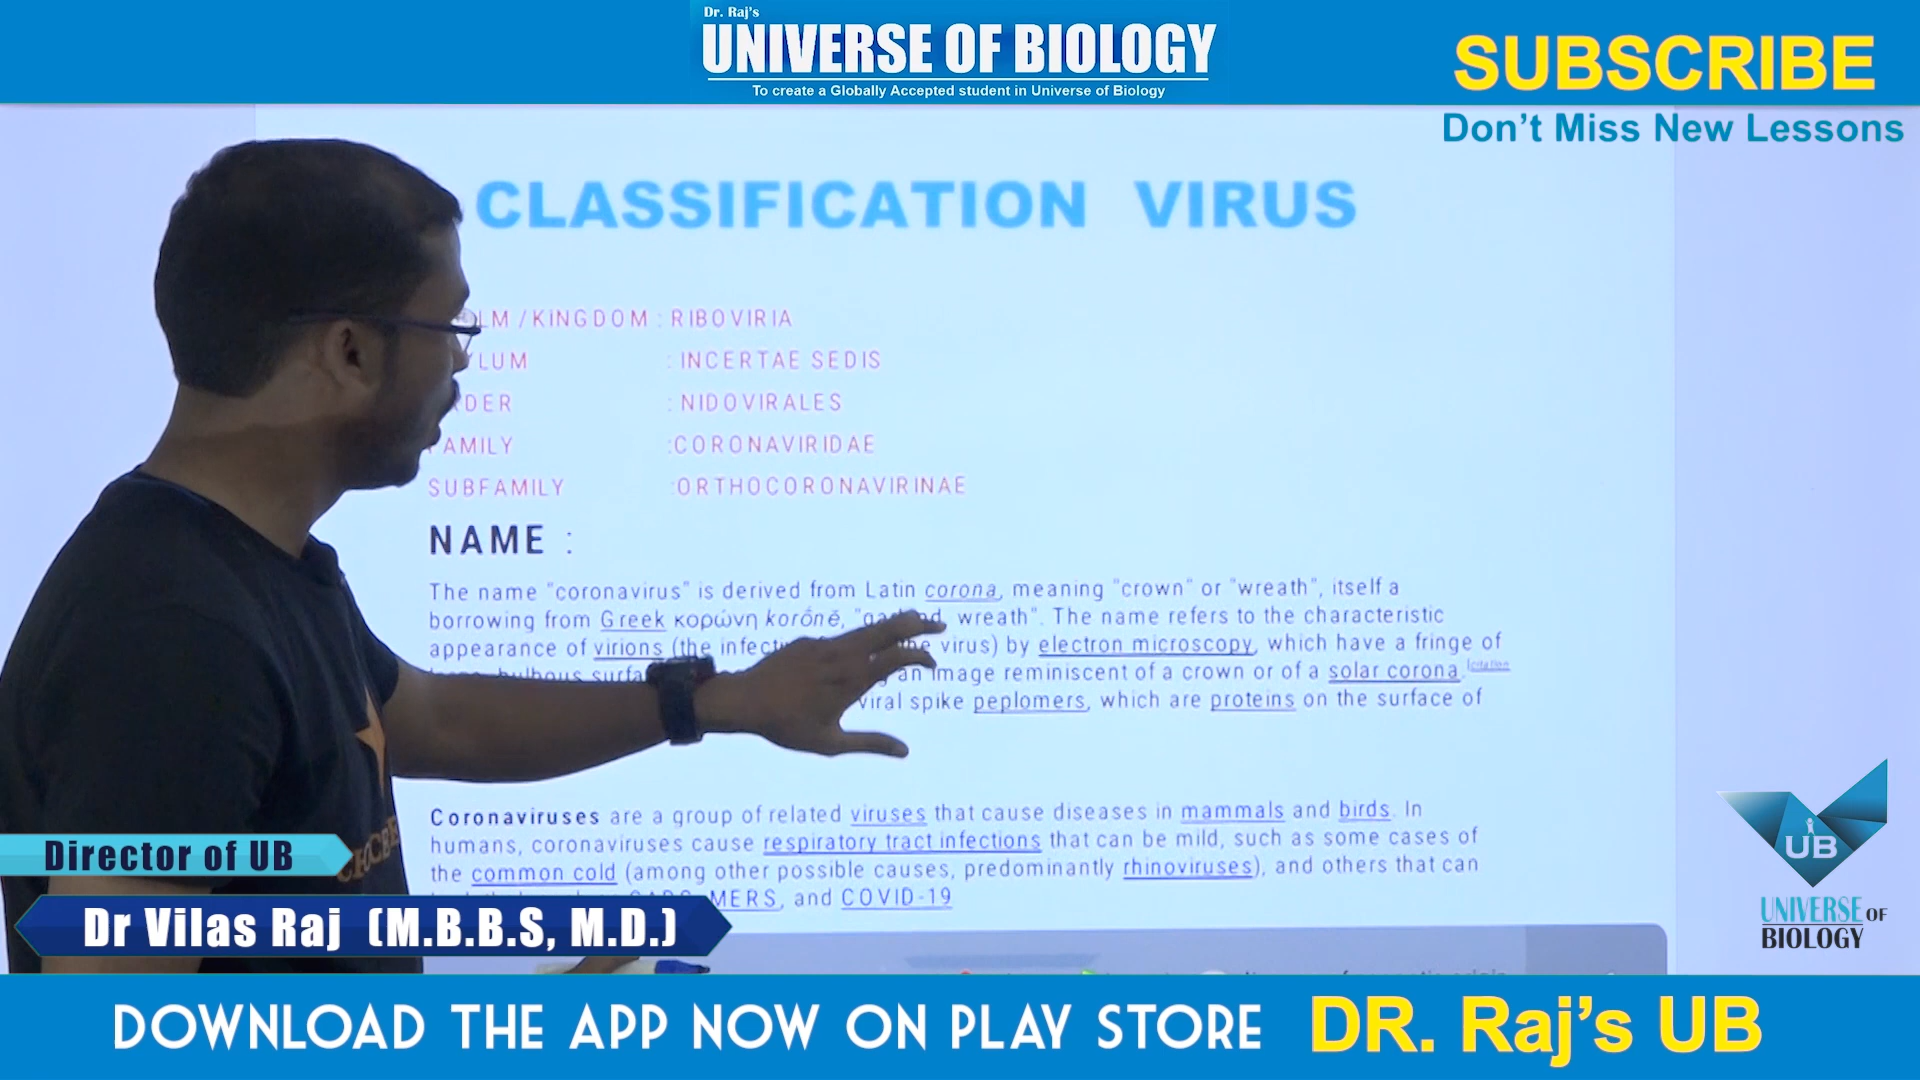 Dr. Raj's
UNIVERSE OF BIOLOGY
To create a Globally Accepted student in Universe of Biology
SUBSCRIBE
Don't Miss New Lessons
CLASSIFICATION VIRUS
LM / KINGDOM : RIBOVIRIA
YLUM : INCERTAE SEDIS
DER : NIDOVIRALES
FAMILY :CORONAVIRIDAE
SUBFAMILY :ORTHOCORONAVIRINAE
NAME :
The name "coronavirus" is derived from Latin corona, meaning "crown" or "wreath", itself a
borrowing from Greek κορώνη korṓnē, wreath". The name refers to the characteristic
appearance of virions (the virus) by electron microscopy, which have a fringe of
bulbous an image reminiscent of a crown or of a solar corona.[citation
viral spike peplomers, which are proteins on the surface of
Coronaviruses are a group of related viruses that cause diseases in mammals and birds. In
humans, coronaviruses cause respiratory tract infections that can be mild, such as some cases of
the common cold (among other possible causes, predominantly rhinoviruses), and others that can
MERS, and COVID-19
Director of UB
Dr Vilas Raj (M.B.B.S, M.D.)
UB
UNIVERSE OF
BIOLOGY
DOWNLOAD THE APP NOW ON PLAY STORE DR. Raj's UB